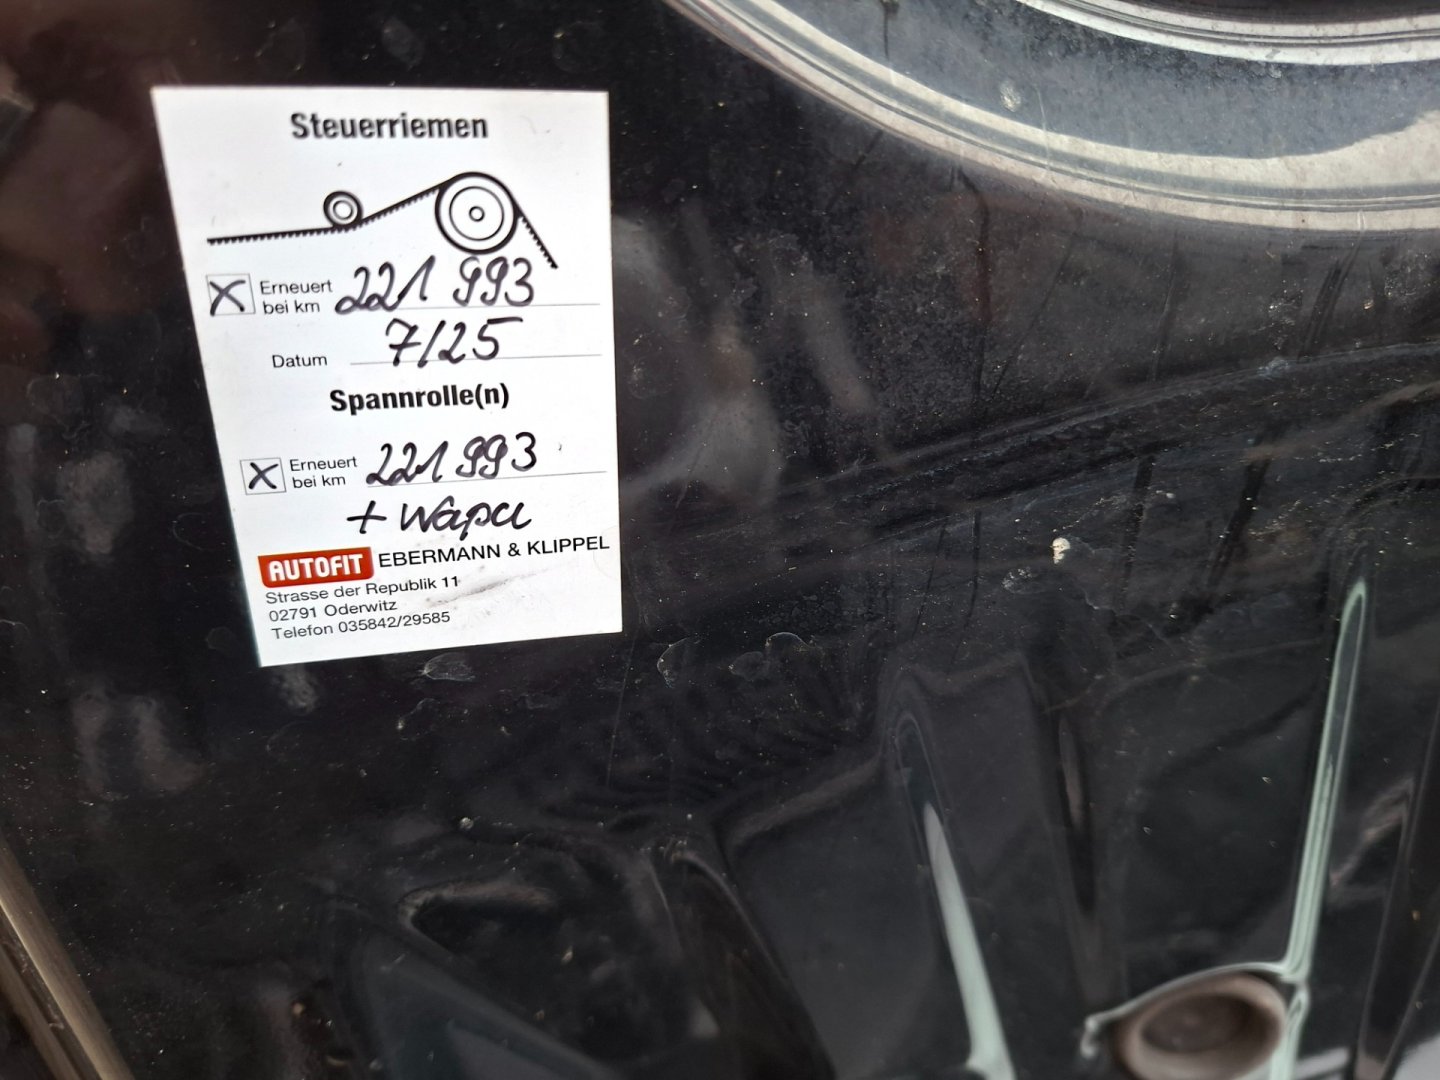 Steuerriemen
Erneuert
bei km 221 993
Datum 7/25
Spannrolle(n)
Erneuert
bei km 221 993
+ Wapu
AUTOFIT EBERMANN & KLIPPEL
Strasse der Republik 11
02791 Oderwitz
Telefon 035842/29585